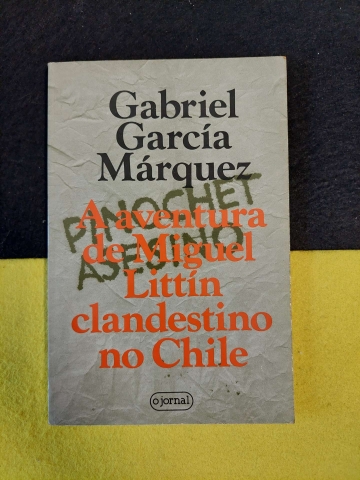 Gabriel
García
Márquez
PINOCHET
ASESINO
A aventura
de Miguel
Littín
clandestino
no Chile
o jornal